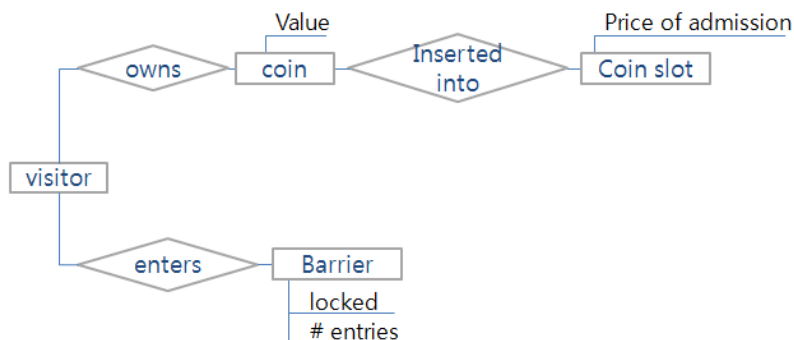 Value
Price of admission
owns
coin
Inserted
into
Coin slot
visitor
enters
Barrier
locked
# entries